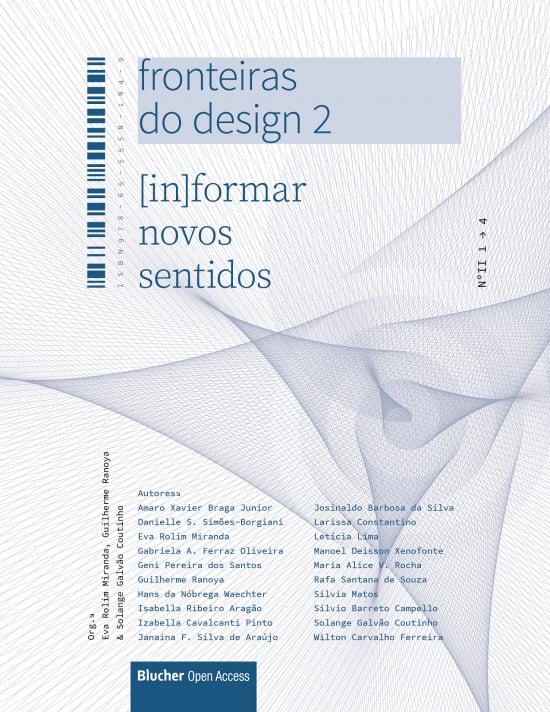 fronteiras
do design 2
[in]formar
novos
sentidos
ISBN 978-65-5550-194-9
NºII 1 → 4
Org.↘
Eva Rolim Miranda, Guilherme Ranoya
& Solange Galvão Coutinho
Autores↘
Amaro Xavier Braga Junior
Danielle S. Simões-Borgiani
Eva Rolim Miranda
Gabriela A. Ferraz Oliveira
Geni Pereira dos Santos
Guilherme Ranoya
Hans da Nóbrega Waechter
Isabella Ribeiro Aragão
Izabella Cavalcanti Pinto
Janaina F. Silva de Araújo
Josinaldo Barbosa da Silva
Larissa Constantino
Letícia Lima
Manoel Deisson Xenofonte
Maria Alice V. Rocha
Rafa Santana de Souza
Silvia Matos
Silvio Barreto Campello
Solange Galvão Coutinho
Wilton Carvalho Ferreira
Blucher Open Access